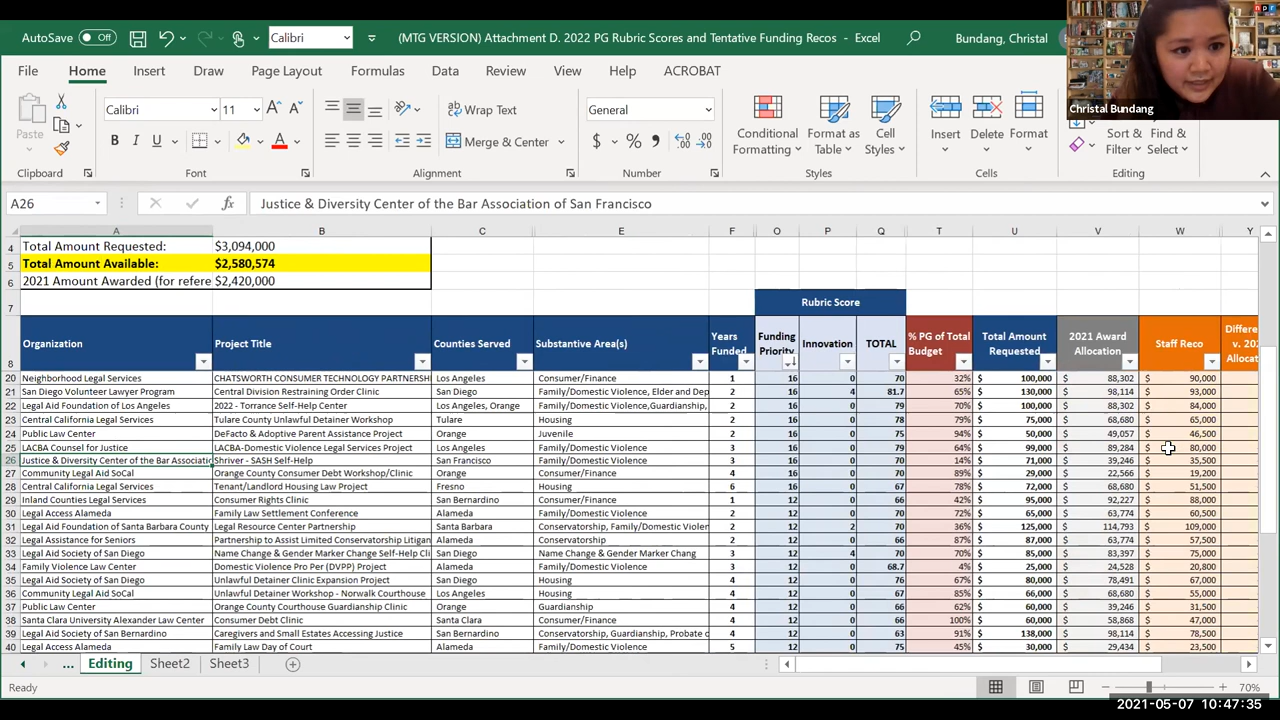 AutoSave Off Calibri (MTG VERSION) Attachment D. 2022 PG Rubric Scores and Tentative Funding Recos - Excel Bundang, Christal
npr
Christal Bundang
File Home Insert Draw Page Layout Formulas Data Review View Help ACROBAT
Paste Calibri 11 Wrap Text General Conditional Formatting Format as Table Cell Styles Insert Delete Format Sort & Filter Find & Select
B I U A Merge & Center $ %
Clipboard Font Alignment Number Styles Cells Editing
A26 fx Justice & Diversity Center of the Bar Association of San Francisco
A B C E F O P Q T U V W Y
4 Total Amount Requested: $3,094,000
5 Total Amount Available: $2,580,574
6 2021 Amount Awarded (for refere $2,420,000
7 Rubric Score
8 Organization Project Title Counties Served Substantive Area(s) Years Funded Funding Priority Innovation TOTAL % PG of Total Budget Total Amount Requested 2021 Award Allocation Staff Reco Differe v. 20 Allocat
20 Neighborhood Legal Services CHATSWORTH CONSUMER TECHNOLOGY PARTNERSH Los Angeles Consumer/Finance 1 16 0 70 32% $ 100,000 $ 88,302 $ 90,000
21 San Diego Volunteer Lawyer Program Central Division Restraining Order Clinic San Diego Family/Domestic Violence, Elder and Dep 2 16 4 81.7 65% $ 130,000 $ 98,114 $ 93,000
22 Legal Aid Foundation of Los Angeles 2022 - Torrance Self-Help Center Los Angeles, Orange Family/Domestic Violence,Guardianship, 2 16 0 79 70% $ 100,000 $ 88,302 $ 84,000
23 Central California Legal Services Tulare County Unlawful Detainer Workshop Tulare Housing 2 16 0 79 78% $ 75,000 $ 68,680 $ 65,000
24 Public Law Center DeFacto & Adoptive Parent Assistance Project Orange Juvenile 2 16 0 75 94% $ 50,000 $ 49,057 $ 46,500
25 LACBA Counsel for Justice LACBA-Domestic Violence Legal Services Project Los Angeles Family/Domestic Violence 3 16 0 79 64% $ 99,000 $ 89,284 $ 80,000
26 Justice & Diversity Center of the Bar Associatio Shriver - SASH Self-Help San Francisco Family/Domestic Violence 3 16 0 79 14% $ 71,000 $ 39,246 $ 35,500
27 Community Legal Aid SoCal Orange County Consumer Debt Workshop/Clinic Orange Consumer/Finance 4 16 0 70 89% $ 29,000 $ 22,566 $ 19,200
28 Central California Legal Services Tenant/Landlord Housing Law Project Fresno Housing 6 16 0 67 78% $ 72,000 $ 68,680 $ 51,500
29 Inland Counties Legal Services Consumer Rights Clinic San Bernardino Consumer/Finance 1 12 0 66 42% $ 95,000 $ 92,227 $ 88,000
30 Legal Access Alameda Family Law Settlement Conference Alameda Family/Domestic Violence 2 12 0 71 72% $ 65,000 $ 63,774 $ 60,500
31 Legal Aid Foundation of Santa Barbara County Legal Resource Center Partnership Santa Barbara Conservatorship, Family/Domestic Violen 2 12 2 70 36% $ 125,000 $ 114,793 $ 109,000
32 Legal Assistance for Seniors Partnership to Assist Limited Conservatorship Litigan Alameda Conservatorship 2 12 0 66 87% $ 87,000 $ 63,774 $ 57,500
33 Legal Aid Society of San Diego Name Change & Gender Marker Change Self-Help Cli San Diego Name Change & Gender Marker Chang 3 12 4 70 70% $ 85,000 $ 83,397 $ 75,000
34 Family Violence Law Center Domestic Violence Pro Per (DVPP) Project Alameda Family/Domestic Violence 3 12 0 68.7 4% $ 25,000 $ 24,528 $ 20,800
35 Legal Aid Society of San Diego Unlawful Detainer Clinic Expansion Project San Diego Housing 4 12 0 76 67% $ 80,000 $ 78,491 $ 67,000
36 Community Legal Aid SoCal Unlawful Detainer Workshop - Norwalk Courthouse Los Angeles Housing 4 12 0 66 82% $ 85,000 $ 68,680 $ 55,000
37 Public Law Center Orange County Courthouse Guardianship Clinic Orange Guardianship 4 12 0 66 62% $ 60,000 $ 39,246 $ 31,500
38 Santa Clara University Alexander Law Center Consumer Debt Clinic Santa Clara Consumer/Finance 4 12 0 66 100% $ 60,000 $ 58,868 $ 47,000
39 Legal Aid Society of San Bernardino Caregivers and Small Estates Accessing Justice San Bernardino Conservatorship, Guardianship, Probate o 4 12 0 63 91% $ 138,000 $ 98,114 $ 78,500
40 Legal Access Alameda Family Law Day of Court Alameda Family/Domestic Violence 5 12 0 75 45% $ 30,000 $ 29,434 $ 23,500
... Editing Sheet2 Sheet3
Ready 70%
2021-05-07 10:47:35